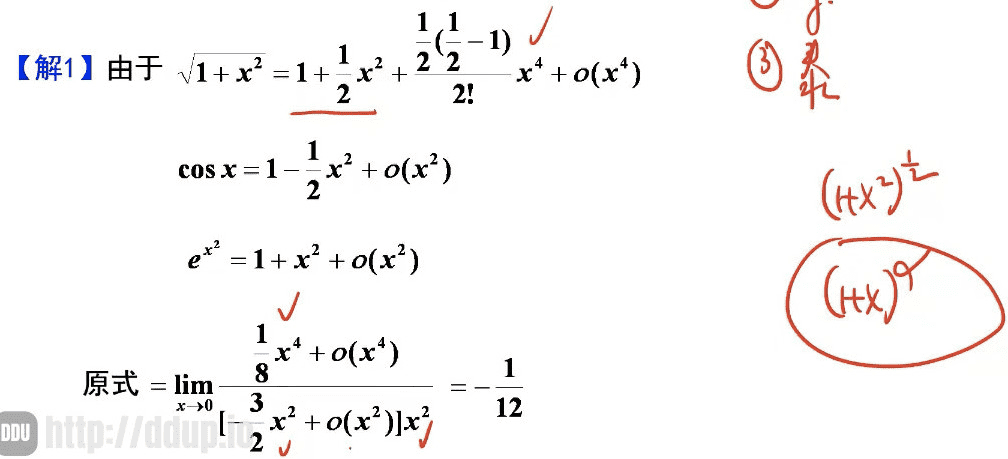 【解1】由于 √(1+x²) = 1 + 1/2 x² + (1/2(1/2 − 1))/2! x⁴ + o(x⁴)
③
cos x = 1 − 1/2 x² + o(x²)
(1+x²)^(1/2)
e^(x²) = 1 + x² + o(x²)
(1+x)^α
原式 = lim_(x→0) (1/8 x⁴ + o(x⁴))/([−3/2 x² + o(x²)]x²) = −1/12
DDU http://ddup.io